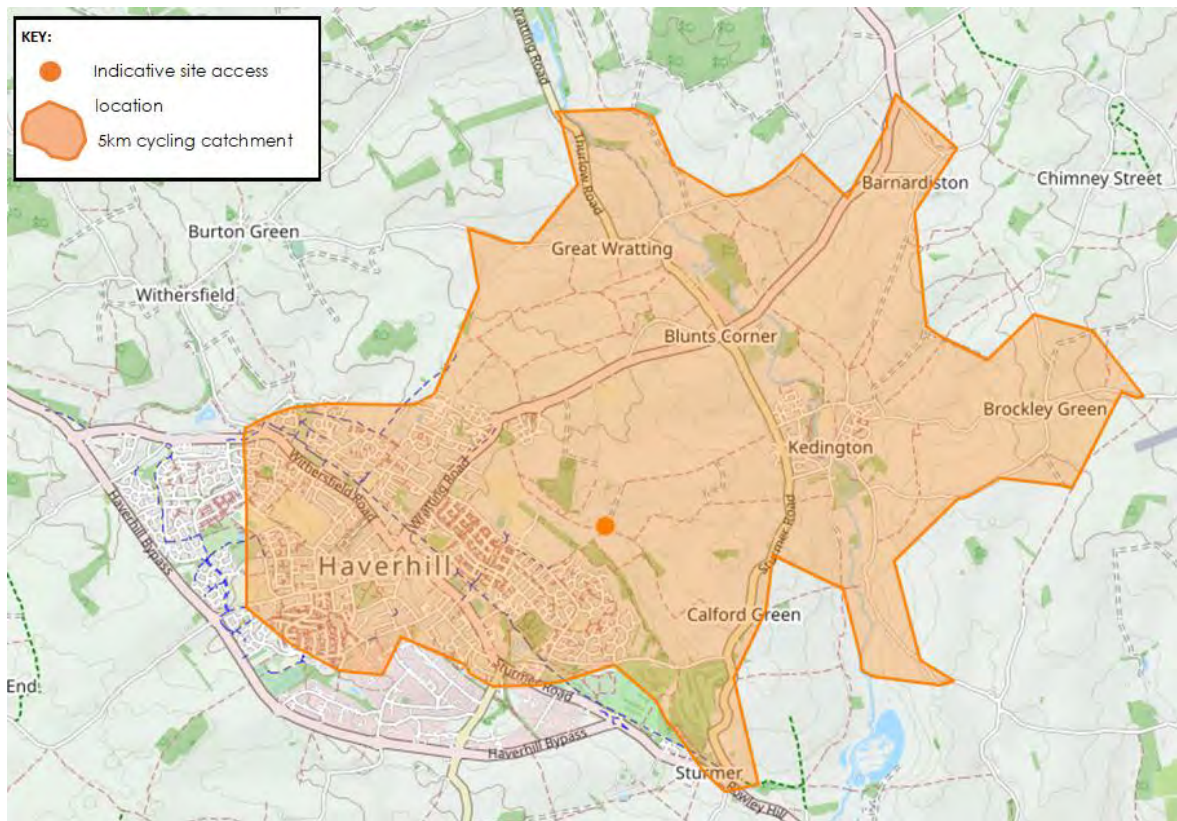 KEY:
Indicative site access
location
5km cycling catchment
Wratting Road
Thurlow Road
Barnardiston
Chimney Street
Burton Green
Great Wratting
Withersfield
Blunts Corner
Brockley Green
Kedington
Withersfield Road
Wratting Road
Haverhill Bypass
Haverhill
Sturmer Road
Calford Green
Sturmer Road
End
Haverhill Bypass
Sturmer
Rowley Hill